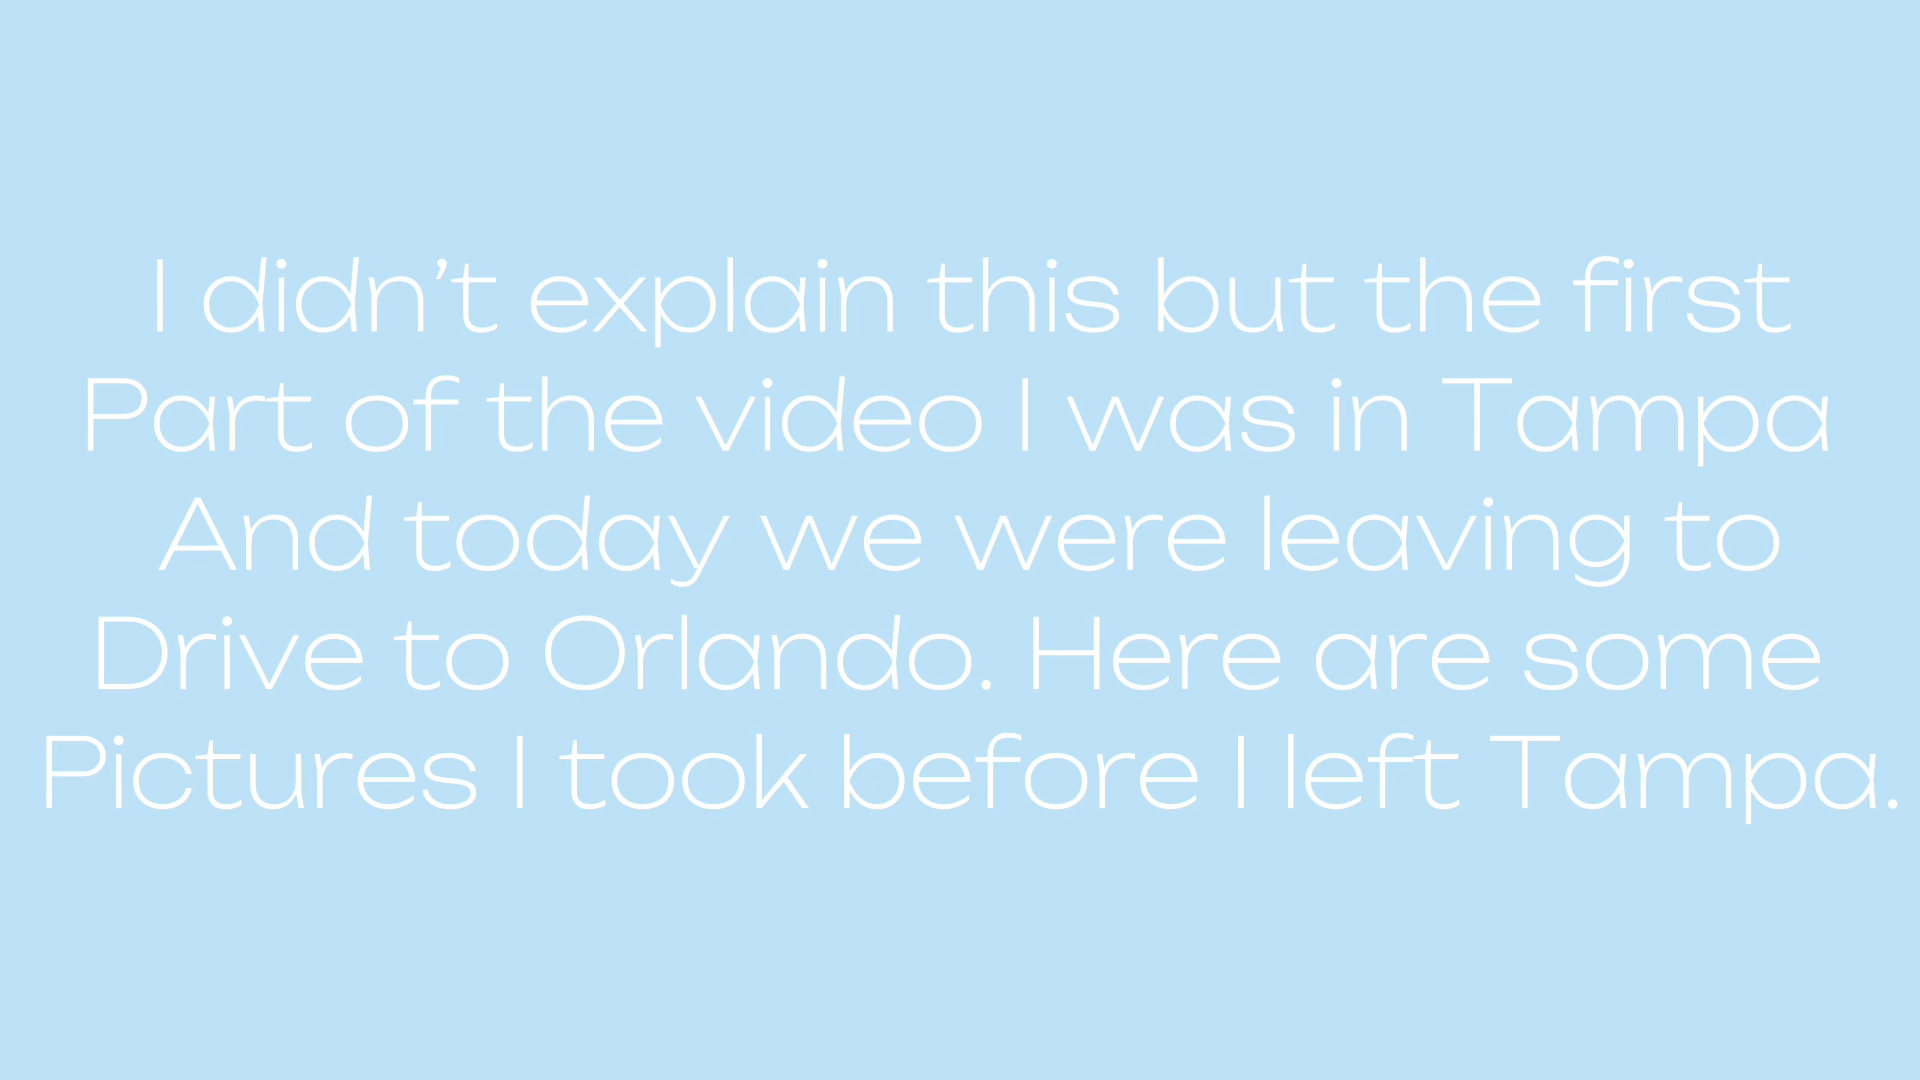 I didn’t explain this but the first
Part of the video I was in Tampa
And today we were leaving to
Drive to Orlando. Here are some
Pictures I took before I left Tampa.